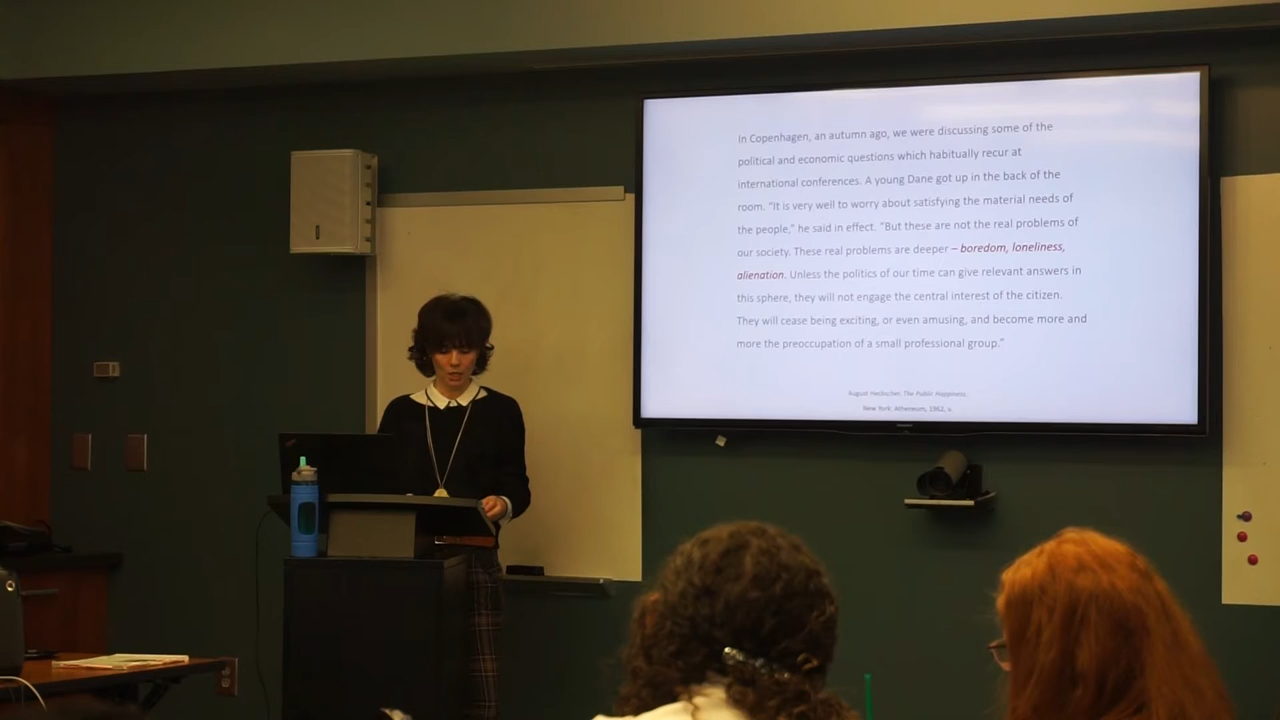 In Copenhagen, an autumn ago, we were discussing some of the
political and economic questions which habitually recur at
international conferences. A young Dane got up in the back of the
room. “It is very well to worry about satisfying the material needs of
the people,” he said in effect. “But these are not the real problems of
our society. These real problems are deeper – boredom, loneliness,
alienation. Unless the politics of our time can give relevant answers in
this sphere, they will not engage the central interest of the citizen.
They will cease being exciting, or even amusing, and become more and
more the preoccupation of a small professional group.”
August Heckscher, The Public Happiness.
New York: Atheneum, 1962, v.